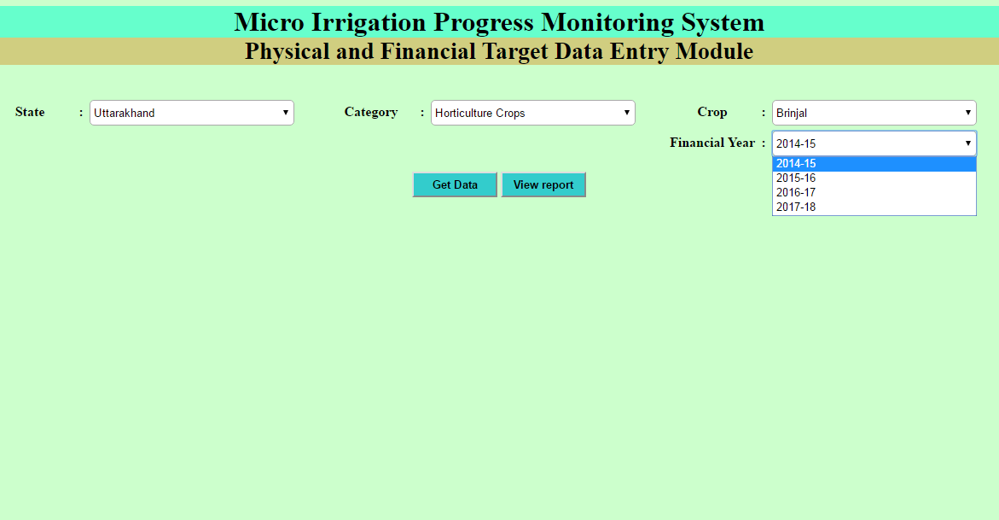 Micro Irrigation Progress Monitoring System
Physical and Financial Target Data Entry Module
State : Uttarakhand Category : Horticulture Crops Crop : Brinjal
Financial Year : 2014-15
2014-15
2015-16
2016-17
2017-18
Get Data View report